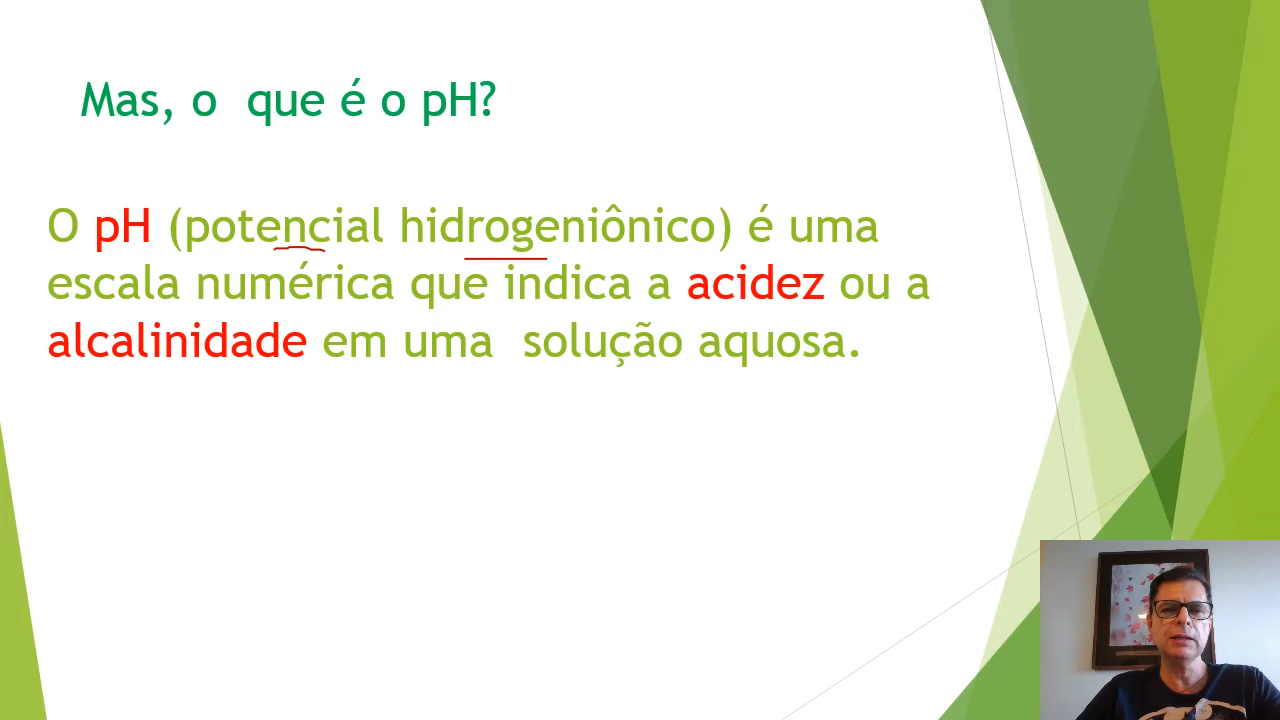 Mas, o que é o pH?
O pH (potencial hidrogeniônico) é uma
escala numérica que indica a acidez ou a
alcalinidade em uma solução aquosa.